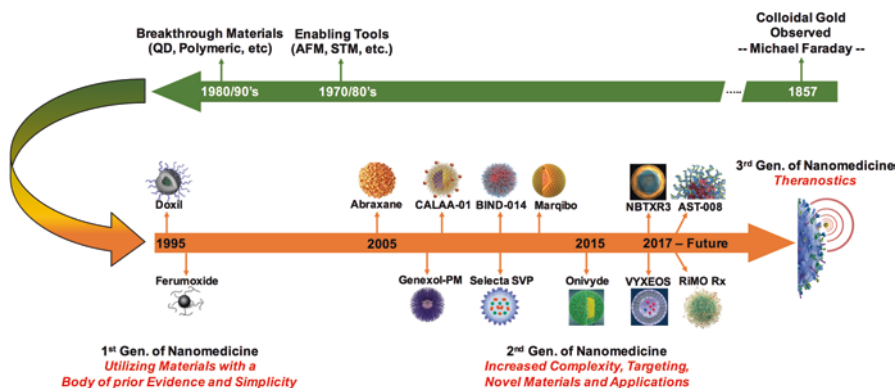 Colloidal Gold
Observed
-- Michael Faraday --
Breakthrough Materials
(QD, Polymeric, etc)
Enabling Tools
(AFM, STM, etc.)
1980/90's
1970/80's
.....
1857
3rd Gen. of Nanomedicine
Theranostics
Doxil
Abraxane
CALAA-01
BIND-014
Marqibo
NBTXR3
AST-008
1995
2005
2015
2017 – Future
Ferumoxide
Genexol-PM
Selecta SVP
Onivyde
VYXEOS
RiMO Rx
1st Gen. of Nanomedicine
Utilizing Materials with a
Body of prior Evidence and Simplicity
2nd Gen. of Nanomedicine
Increased Complexity, Targeting,
Novel Materials and Applications